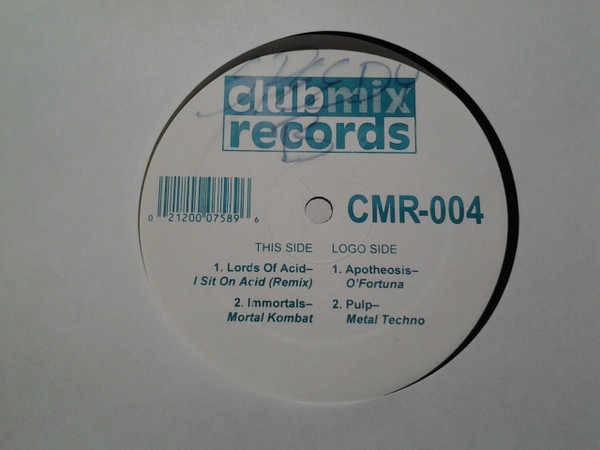 clubmix
records
CMR-004
0 21200 07589 6
THIS SIDE
1. Lords Of Acid–
I Sit On Acid (Remix)
2. Immortals–
Mortal Kombat
LOGO SIDE
1. Apotheosis–
O'Fortuna
2. Pulp–
Metal Techno